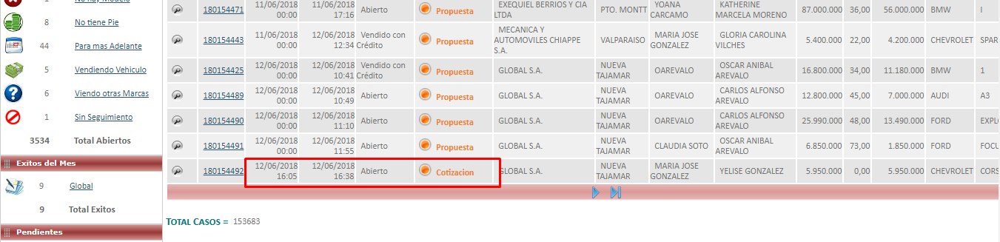 1 No hay Modelo
8 No tiene Pie
44 Para mas Adelante
5 Vendiendo Vehiculo
6 Viendo otras Marcas
1 Sin Seguimiento
3534 Total Abiertos
Exitos del Mes
9 Global
9 Total Exitos
Pendientes
180154471 11/06/2018 00:00 11/06/2018 17:16 Abierto Propuesta EXEQUIEL BERRIOS Y CIA LTDA PTO. MONTT YOANA CARCAMO KATHERINE MARCELA MORENO 87.000.000 36,00 56.000.000 BMW I
180154443 11/06/2018 00:00 12/06/2018 12:34 Vendido con Crédito Propuesta MECANICA Y AUTOMOVILES CHIAPPE S.A. VALPARAISO MARIA JOSE GONZALEZ GLORIA CAROLINA VILCHES 5.400.000 22,00 4.200.000 CHEVROLET SPAR
180154425 12/06/2018 00:00 12/06/2018 10:41 Vendido con Crédito Propuesta GLOBAL S.A. NUEVA TAJAMAR OAREVALO OSCAR ANIBAL AREVALO 16.800.000 34,00 11.180.000 BMW 1
180154489 12/06/2018 00:00 12/06/2018 10:49 Abierto Propuesta GLOBAL S.A. NUEVA TAJAMAR OAREVALO CARLOS ALFONSO AREVALO 12.800.000 45,00 7.000.000 AUDI A3
180154490 12/06/2018 00:00 12/06/2018 11:10 Abierto Propuesta GLOBAL S.A. NUEVA TAJAMAR OAREVALO CARLOS ALFONSO AREVALO 25.990.000 48,00 13.490.000 FORD EXPL
180154491 12/06/2018 00:00 12/06/2018 11:55 Abierto Propuesta GLOBAL S.A. NUEVA TAJAMAR CLAUDIA SOTO OSCAR ANIBAL AREVALO 6.850.000 73,00 1.850.000 FORD FOCU
180154492 12/06/2018 16:05 12/06/2018 16:38 Abierto Cotizacion GLOBAL S.A. NUEVA TAJAMAR MARIA JOSE GONZALEZ YELISE GONZALEZ 5.950.000 0,00 5.950.000 CHEVROLET CORS
TOTAL CASOS = 153683